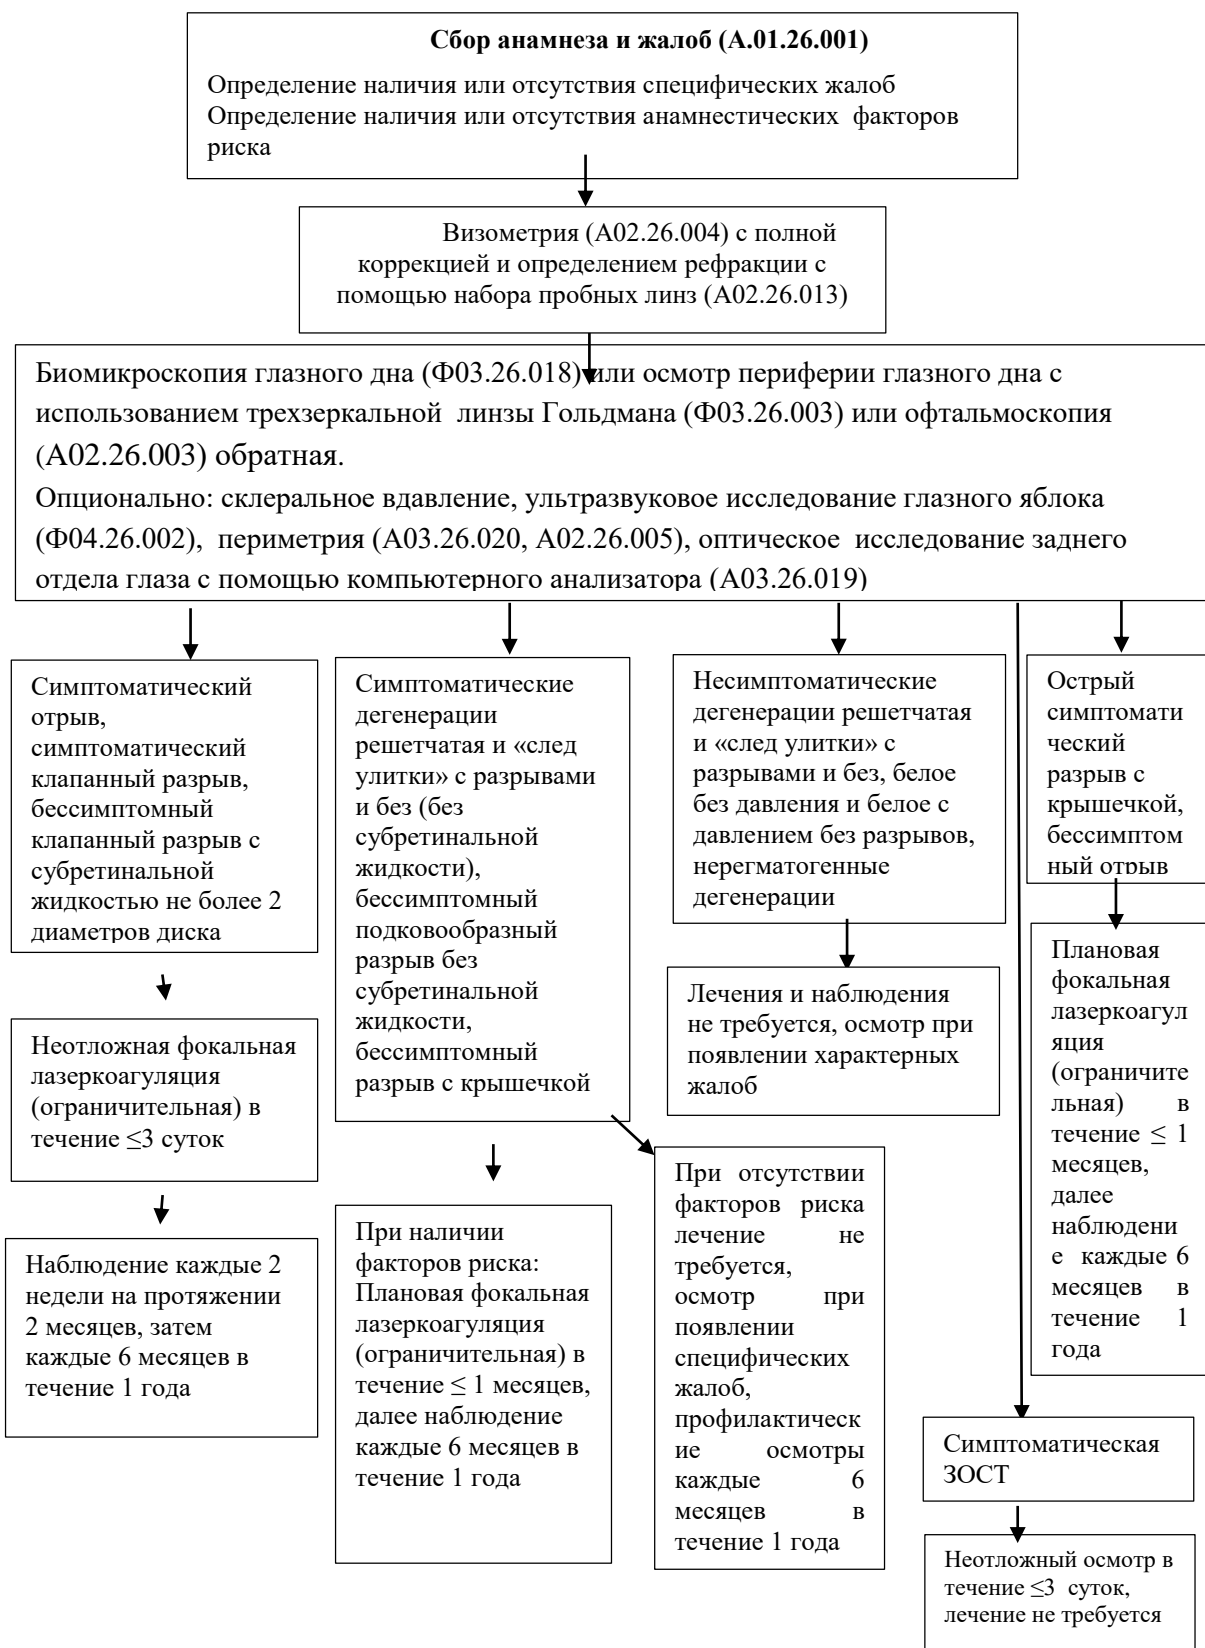 Сбор анамнеза и жалоб (А.01.26.001)
Определение наличия или отсутствия специфических жалоб
Определение наличия или отсутствия анамнестических факторов
риска
Визометрия (А02.26.004) с полной
коррекцией и определением рефракции с
помощью набора пробных линз (А02.26.013)
Биомикроскопия глазного дна (Ф03.26.018) или осмотр периферии глазного дна с
использованием трехзеркальной линзы Гольдмана (Ф03.26.003) или офтальмоскопия
(А02.26.003) обратная.
Опционально: склеральное вдавление, ультразвуковое исследование глазного яблока
(Ф04.26.002), периметрия (А03.26.020, А02.26.005), оптическое исследование заднего
отдела глаза с помощью компьютерного анализатора (А03.26.019)
Симптоматический
отрыв,
симптоматический
клапанный разрыв,
бессимптомный
клапанный разрыв с
субретинальной
жидкостью не более 2
диаметров диска
Неотложная фокальная
лазеркоагуляция
(ограничительная) в
течение ≤3 суток
Наблюдение каждые 2
недели на протяжении
2 месяцев, затем
каждые 6 месяцев в
течение 1 года
Симптоматические
дегенерации
решетчатая и «след
улитки» с разрывами
и без (без
субретинальной
жидкости),
бессимптомный
подковообразный
разрыв без
субретинальной
жидкости,
бессимптомный
разрыв с крышечкой
При наличии
факторов риска:
Плановая фокальная
лазеркоагуляция
(ограничительная) в
течение ≤ 1 месяцев,
далее наблюдение
каждые 6 месяцев в
течение 1 года
При отсутствии
факторов риска
лечение не
требуется,
осмотр при
появлении
специфических
жалоб,
профилактическ
ие осмотры
каждые 6
месяцев в
течение 1 года
Несимптоматические
дегенерации решетчатая
и «след улитки» с
разрывами и без, белое
без давления и белое с
давлением без разрывов,
нерегматогенные
дегенерации
Лечения и наблюдения
не требуется, осмотр при
появлении характерных
жалоб
Острый
симптомати
ческий
разрыв с
крышечкой,
бессимптом
ный отрыв
Плановая
фокальная
лазеркоагул
яция
(ограничите
льная) в
течение ≤ 1
месяцев,
далее
наблюдени
е каждые 6
месяцев в
течение 1
года
Симптоматическая
ЗОСТ
Неотложный осмотр в
течение ≤3 суток,
лечение не требуется